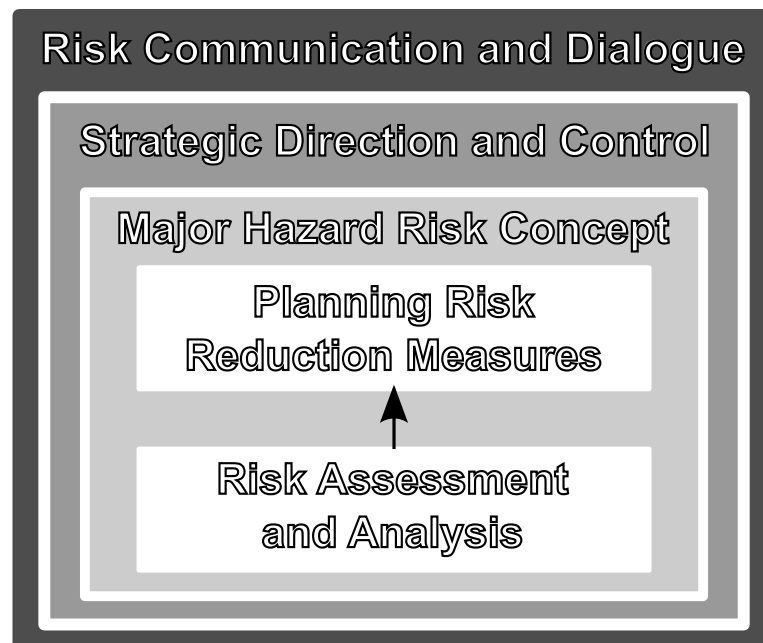 Risk Communication and Dialogue
Strategic Direction and Control
Major Hazard Risk Concept
Planning Risk
Reduction Measures
Risk Assessment
and Analysis